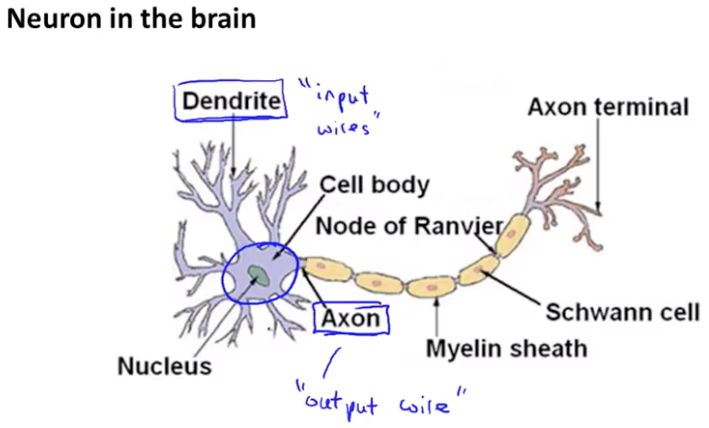 Neuron in the brain
Dendrite
"input
wires"
Axon terminal
Cell body
Node of Ranvier
Axon
Schwann cell
Myelin sheath
Nucleus
"output wire"